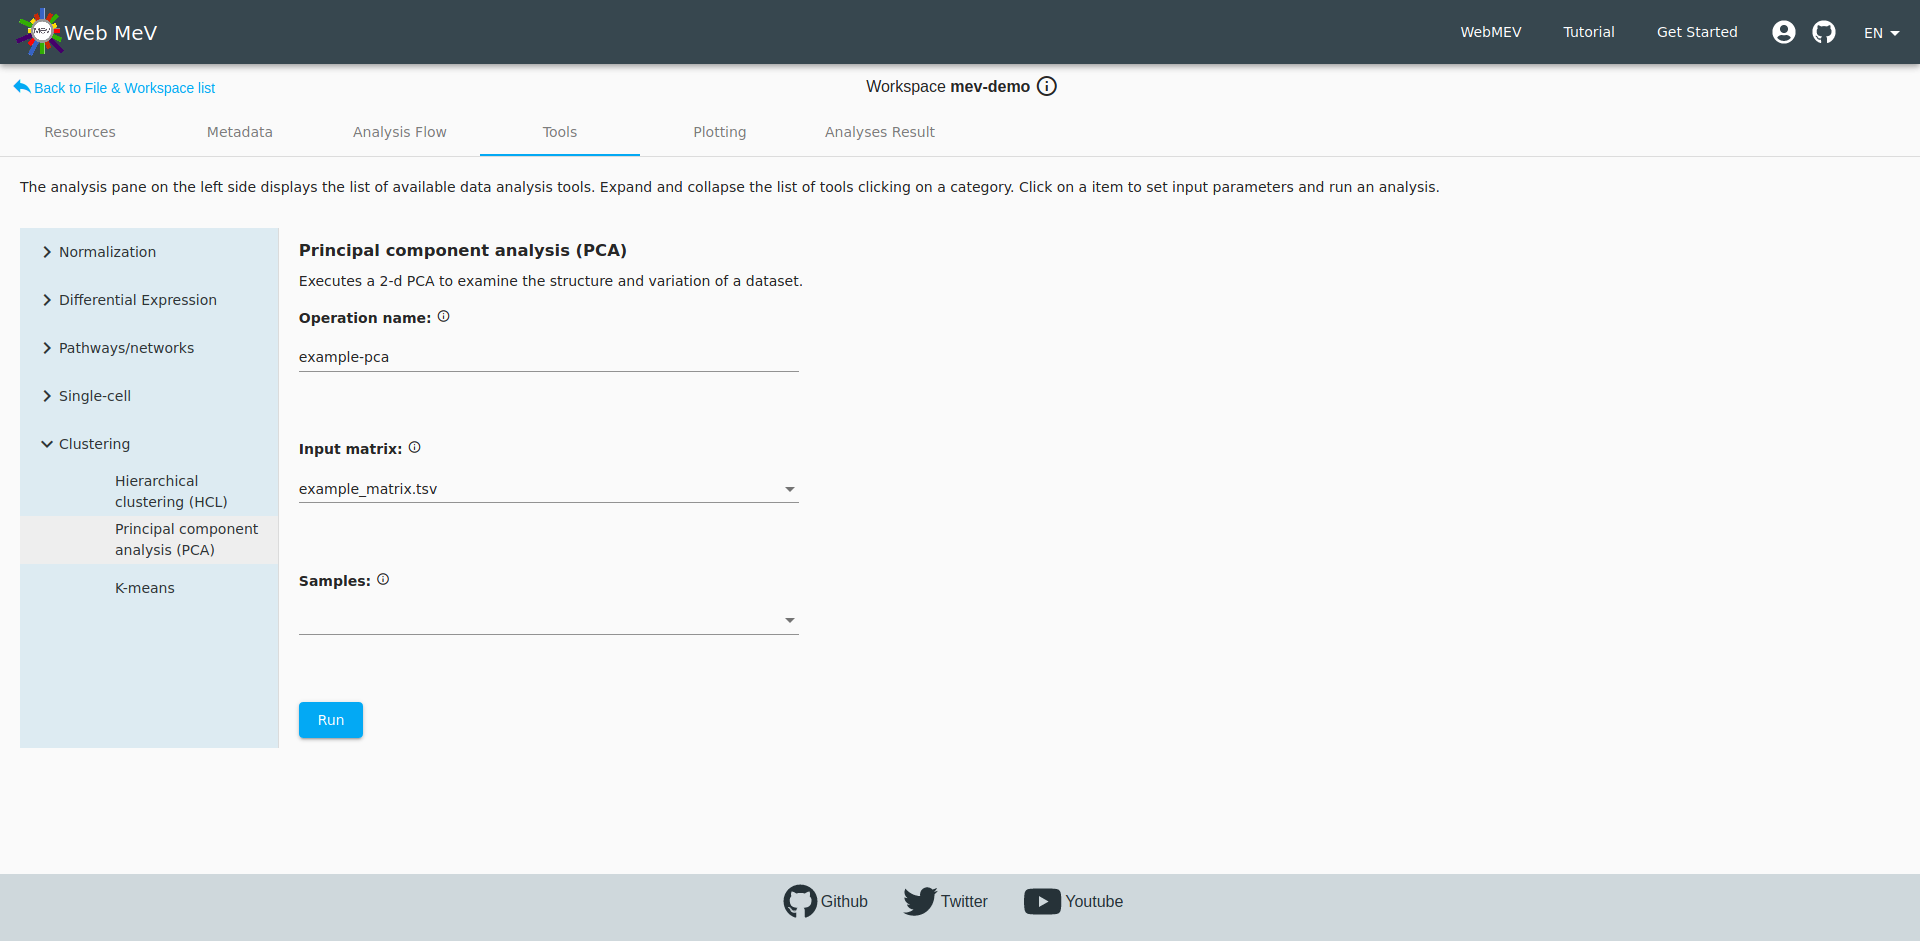 MeV
Web MeV
WebMEV
Tutorial
Get Started
EN
Back to File & Workspace list
Workspace mev-demo
Resources
Metadata
Analysis Flow
Tools
Plotting
Analyses Result
The analysis pane on the left side displays the list of available data analysis tools. Expand and collapse the list of tools clicking on a category. Click on a item to set input parameters and run an analysis.
Normalization
Differential Expression
Pathways/networks
Single-cell
Clustering
Hierarchical
clustering (HCL)
Principal component
analysis (PCA)
K-means
Principal component analysis (PCA)
Executes a 2-d PCA to examine the structure and variation of a dataset.
Operation name:
example-pca
Input matrix:
example_matrix.tsv
Samples:
Run
Github
Twitter
Youtube